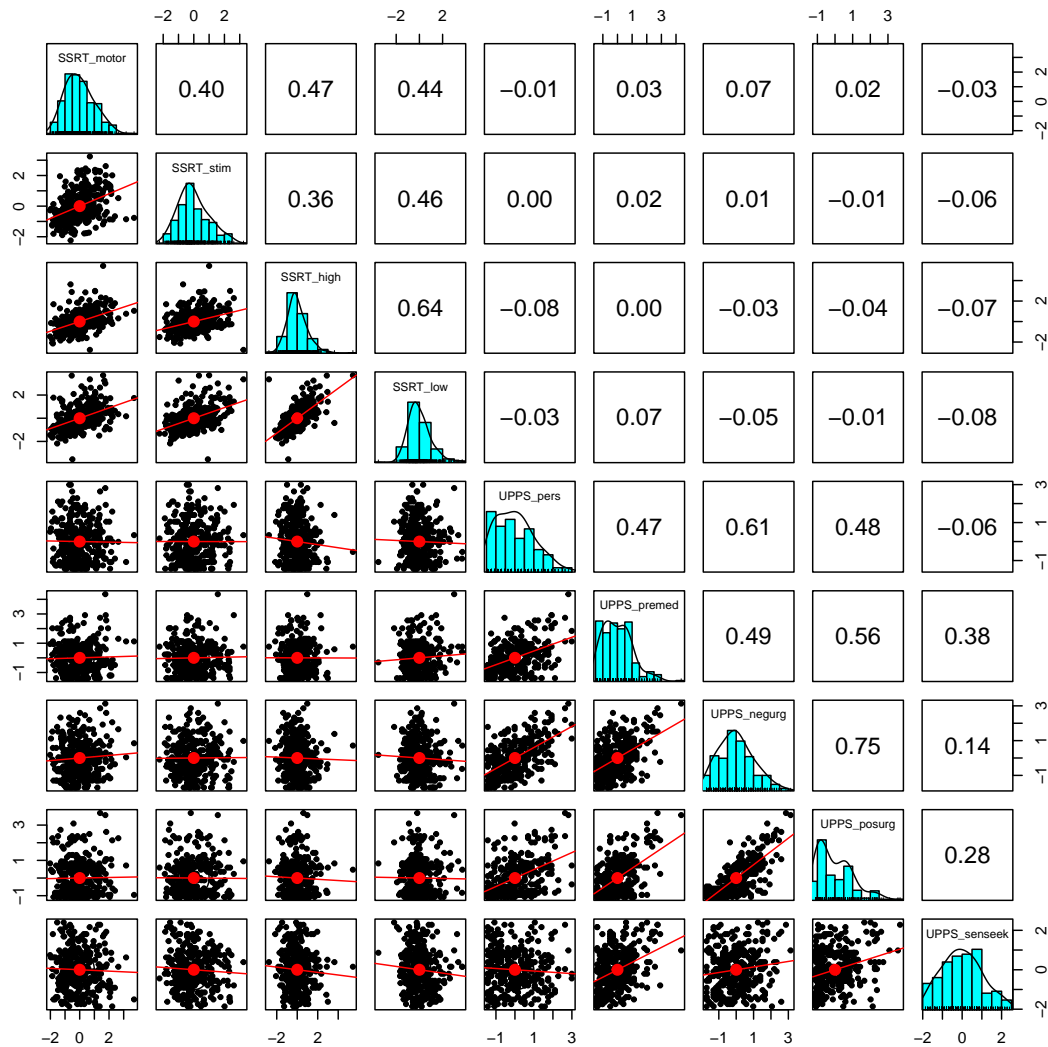 −2 0 2 −1 1 3 −1 1 3
SSRT_motor 0.40 0.47 0.44 −0.01 0.03 0.07 0.02 −0.03 −2 0 2
−2 0 2 SSRT_stim 0.36 0.46 0.00 0.02 0.01 −0.01 −0.06
SSRT_high 0.64 −0.08 0.00 −0.03 −0.04 −0.07 −2 0 2
−2 0 2 SSRT_low −0.03 0.07 −0.05 −0.01 −0.08
UPPS_pers 0.47 0.61 0.48 −0.06 −1 1 3
−1 1 3 UPPS_premed 0.49 0.56 0.38
UPPS_negurg 0.75 0.14 −1 1 3
−1 1 3 UPPS_posurg 0.28
UPPS_senseek −2 0 1 2
−2 0 2 −2 0 2 −1 1 3 −1 1 3 −2 0 2